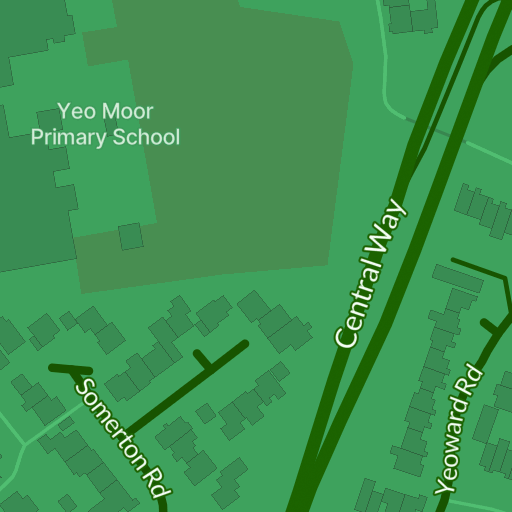 Yeo Moor
Primary School
Central Way
Somerton Rd
Yeoward Rd